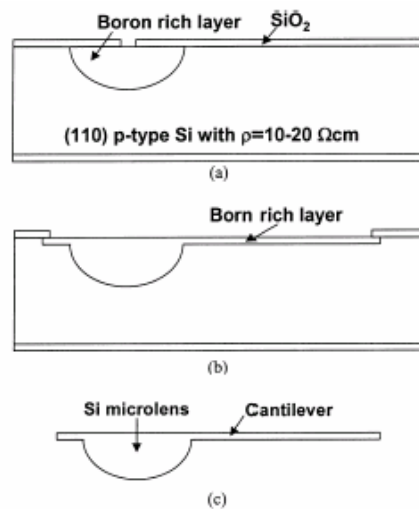 Boron rich layer
SiO2
(110) p-type Si with ρ=10-20 Ωcm
(a)
Born rich layer
(b)
Si microlens
Cantilever
(c)